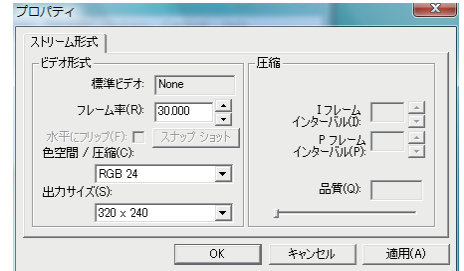 プロパティ
ストリーム形式
ビデオ形式
標準ビデオ: None
フレーム率(R): 30.000
水平にフリップ(F): スナップ ショット
色空間 / 圧縮(C):
RGB 24
出力サイズ(S):
320 x 240
圧縮
I フレーム
インターバル(I):
P フレーム
インターバル(P):
品質(Q):
OK キャンセル 適用(A)